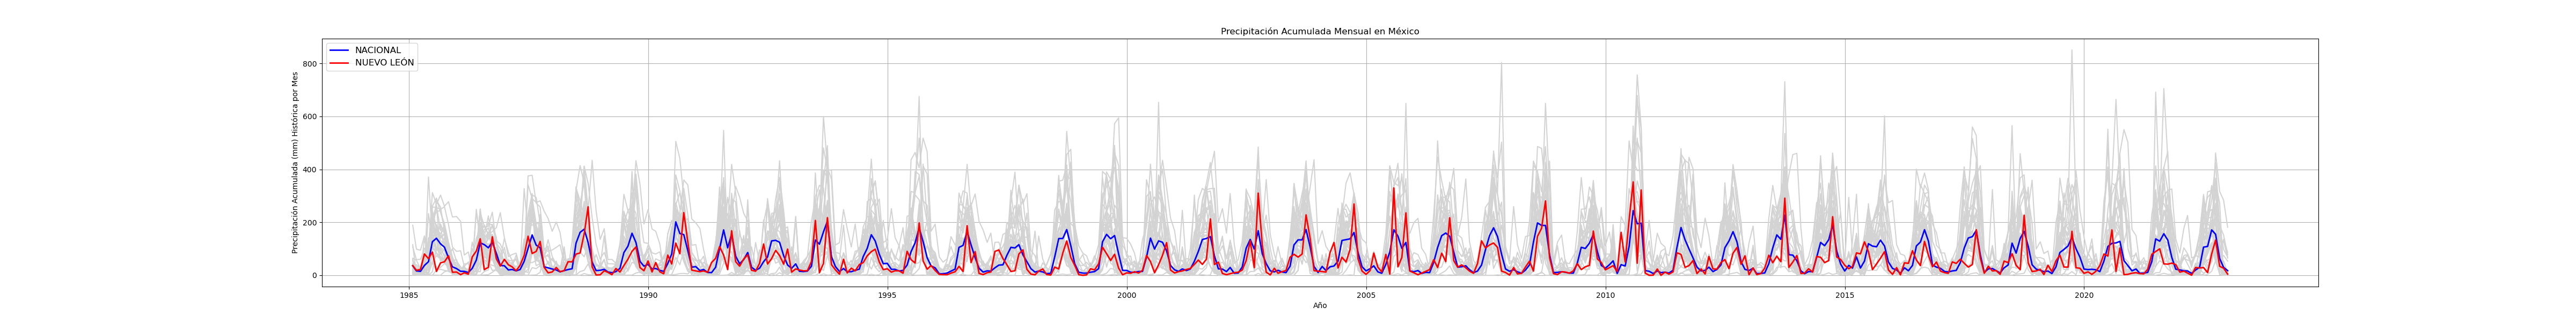 Precipitación Acumulada Mensual en México
NACIONAL
NUEVO LEÓN
Precipitación Acumulada (mm) Histórica por Mes
800
600
400
200
0
1985 1990 1995 2000 2005 2010 2015 2020
Año